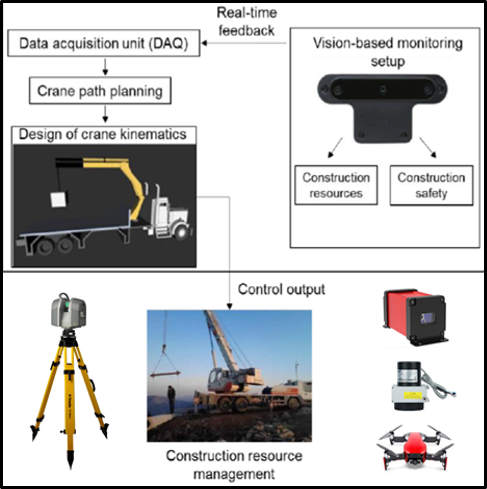 Real-time
feedback
Data acquisition unit (DAQ)
Vision-based monitoring
setup
Crane path planning
Design of crane kinematics
Construction
resources
Construction
safety
Control output
Construction resource
management